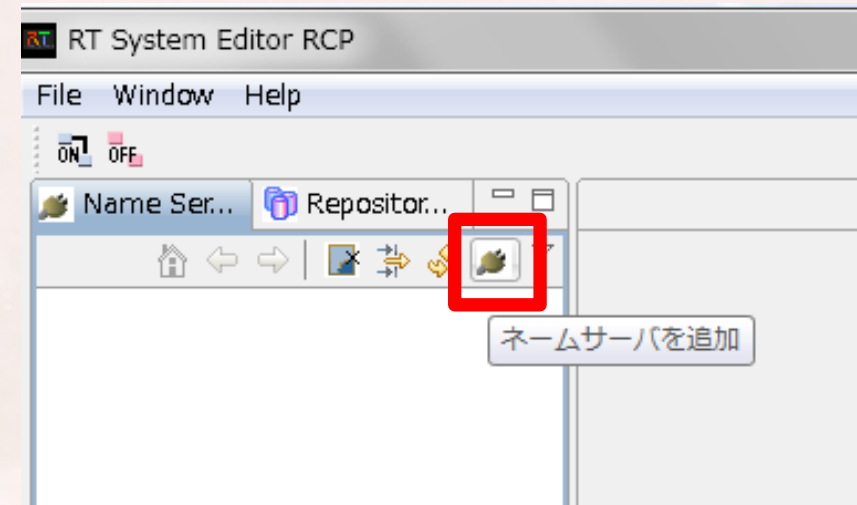 RT RT System Editor RCP
File Window Help
ON OFF
Name Ser... Repositor...
ネームサーバを追加